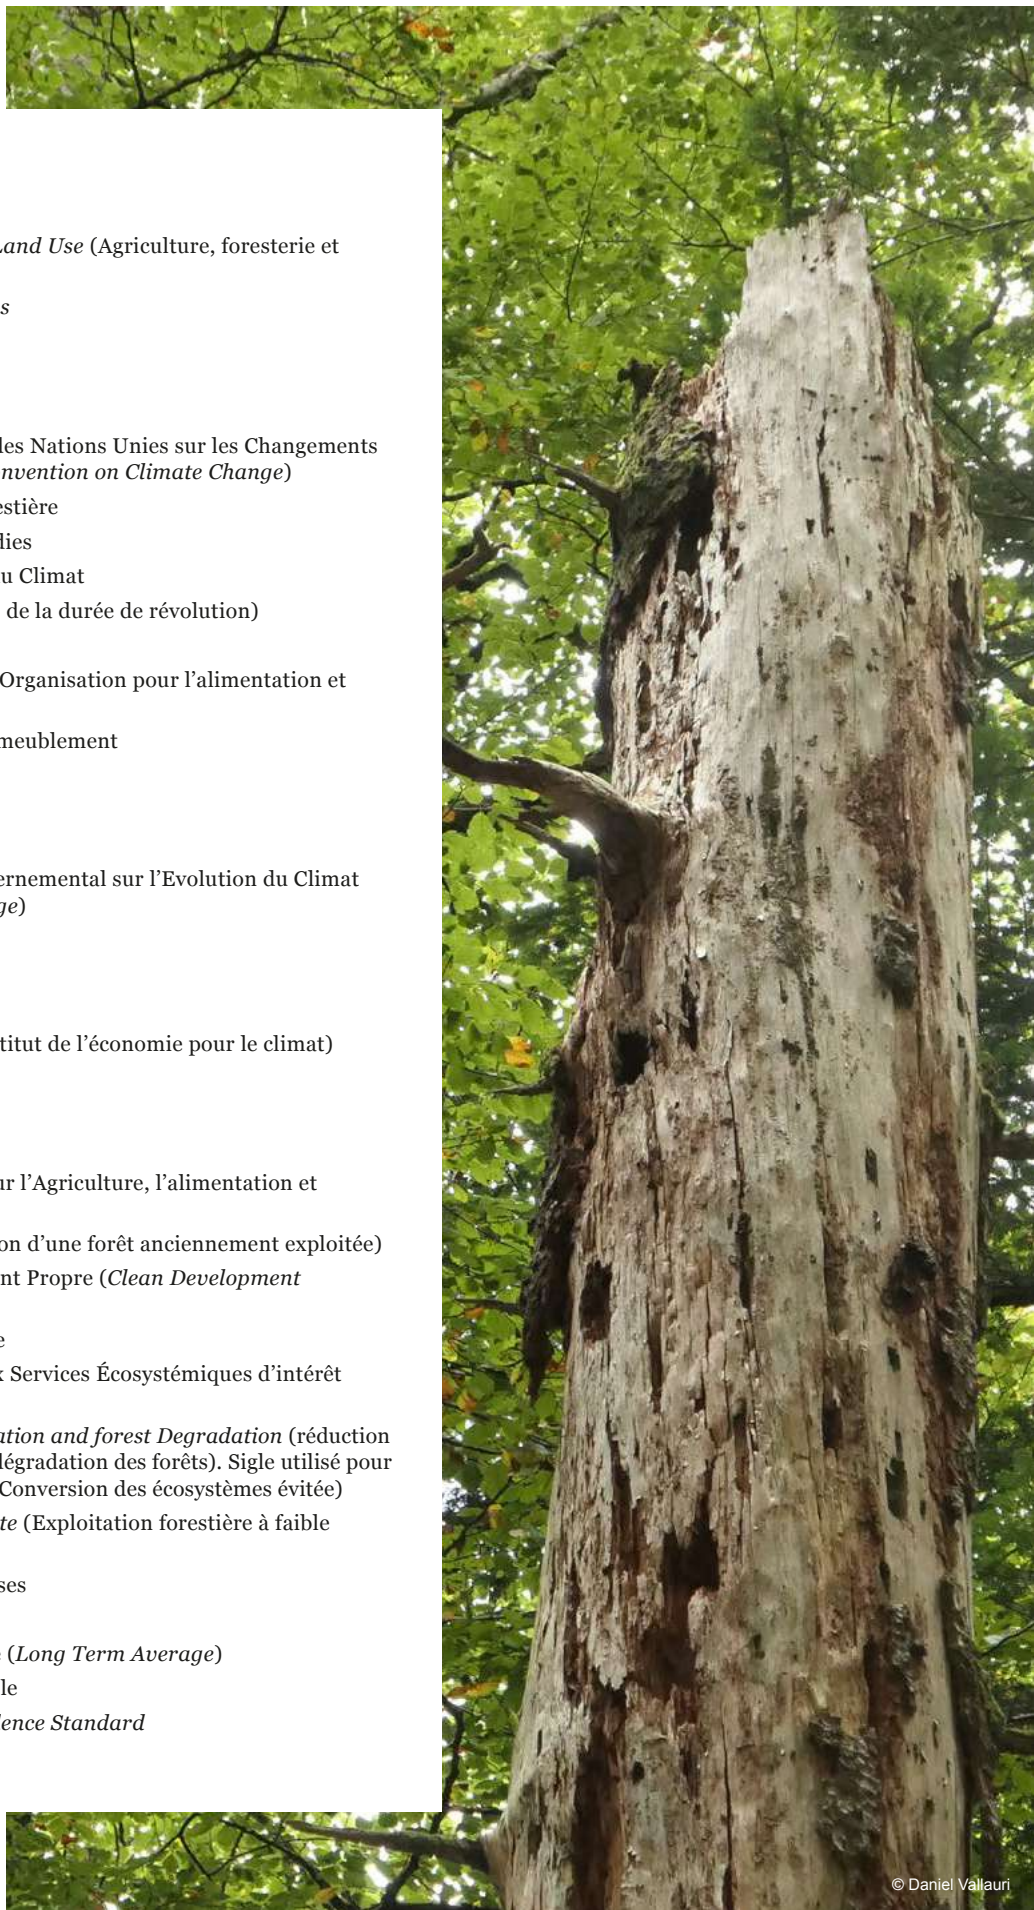 Land Use (Agriculture, foresterie et
s
les Nations Unies sur les Changements
nvention on Climate Change)
estière
dies
u Climat
de la durée de révolution)
Organisation pour l’alimentation et
meublement
ernemental sur l’Evolution du Climat
ge)
titut de l’économie pour le climat)
ur l’Agriculture, l’alimentation et
on d’une forêt anciennement exploitée)
nt Propre (Clean Development
e
x Services Écosystémiques d’intérêt
ation and forest Degradation (réduction
dégradation des forêts). Sigle utilisé pour
Conversion des écosystèmes évitée)
te (Exploitation forestière à faible
ses
(Long Term Average)
le
lence Standard
© Daniel Vallauri